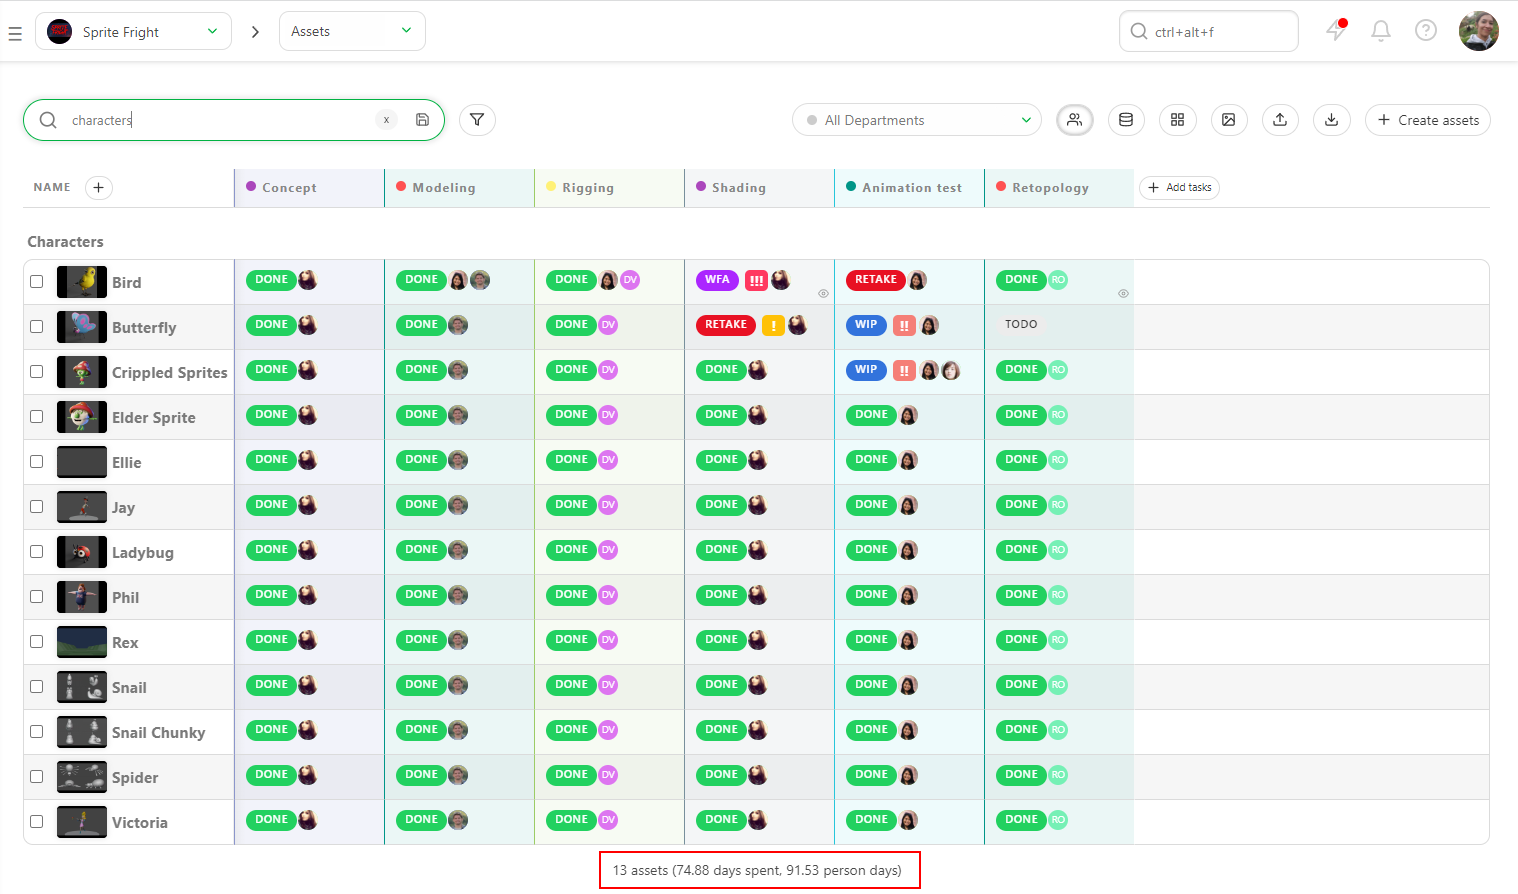 Sprite Fright > Assets ctrl+alt+f
characters x All Departments + Create assets
NAME + Concept Modeling Rigging Shading Animation test Retopology + Add tasks
Characters
Bird DONE DONE DONE DV WFA !!! RETAKE DONE RO
Butterfly DONE DONE DONE DV RETAKE ! WIP !! TODO
Crippled Sprites DONE DONE DONE DV DONE WIP !! DONE RO
Elder Sprite DONE DONE DONE DV DONE DONE DONE RO
Ellie DONE DONE DONE DV DONE DONE DONE RO
Jay DONE DONE DONE DV DONE DONE DONE RO
Ladybug DONE DONE DONE DV DONE DONE DONE RO
Phil DONE DONE DONE DV DONE DONE DONE RO
Rex DONE DONE DONE DV DONE DONE DONE RO
Snail DONE DONE DONE DV DONE DONE DONE RO
Snail Chunky DONE DONE DONE DV DONE DONE DONE RO
Spider DONE DONE DONE DV DONE DONE DONE RO
Victoria DONE DONE DONE DV DONE DONE DONE RO
13 assets (74.88 days spent, 91.53 person days)